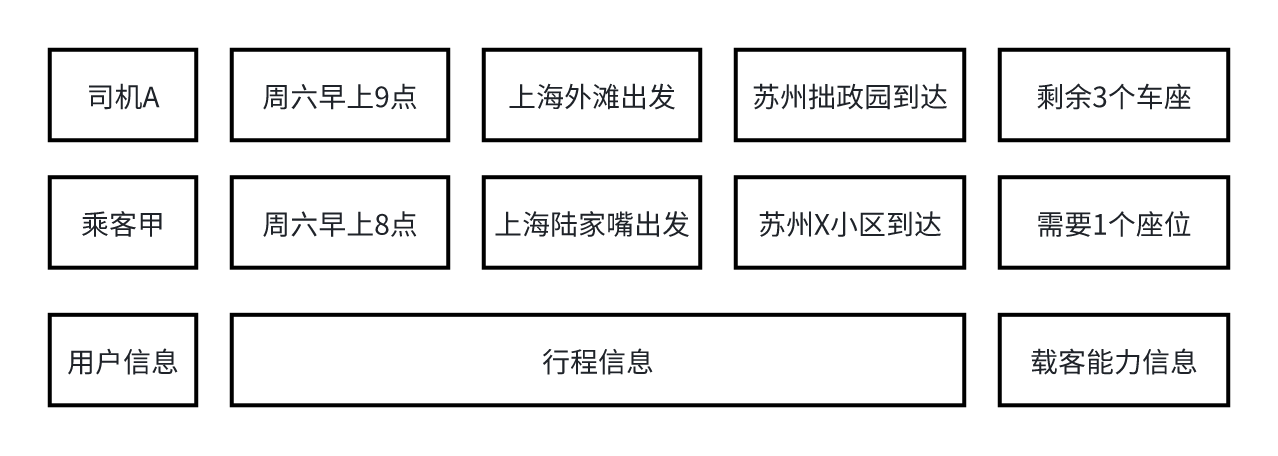 司机A
周六早上9点
上海外滩出发
苏州拙政园到达
剩余3个车座
乘客甲
周六早上8点
上海陆家嘴出发
苏州X小区到达
需要1个座位
用户信息
行程信息
载客能力信息